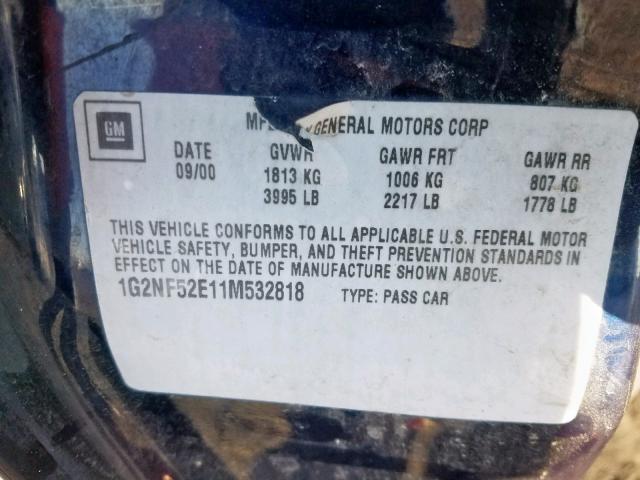 GM
GENERAL MOTORS CORP
DATE GVWR GAWR FRT GAWR RR
09/00 1813 KG 1006 KG 807 KG
3995 LB 2217 LB 1778 LB
THIS VEHICLE CONFORMS TO ALL APPLICABLE U.S. FEDERAL MOTOR
VEHICLE SAFETY, BUMPER, AND THEFT PREVENTION STANDARDS IN
EFFECT ON THE DATE OF MANUFACTURE SHOWN ABOVE.
1G2NF52E11M532818 TYPE: PASS CAR